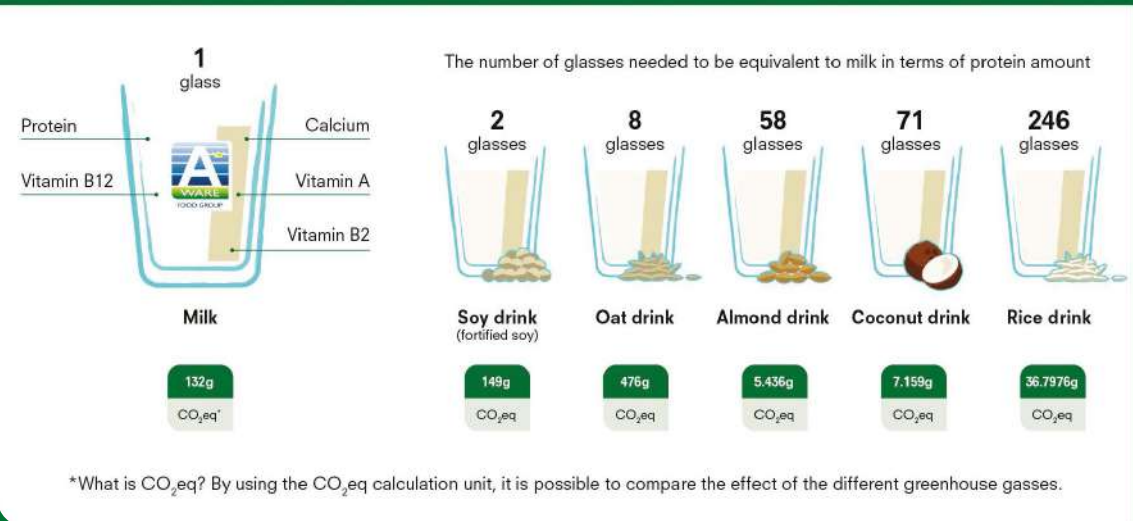 1
glass
Protein
Calcium
Vitamin B12
Vitamin A
Vitamin B2
A
WARE
FOOD GROUP
Milk
132g
CO₂eq*
The number of glasses needed to be equivalent to milk in terms of protein amount
2
glasses
8
glasses
58
glasses
71
glasses
246
glasses
Soy drink
(fortified soy)
Oat drink
Almond drink
Coconut drink
Rice drink
149g
CO₂eq
476g
CO₂eq
5.436g
CO₂eq
7.159g
CO₂eq
36.7976g
CO₂eq
*What is CO₂eq? By using the CO₂eq calculation unit, it is possible to compare the effect of the different greenhouse gasses.